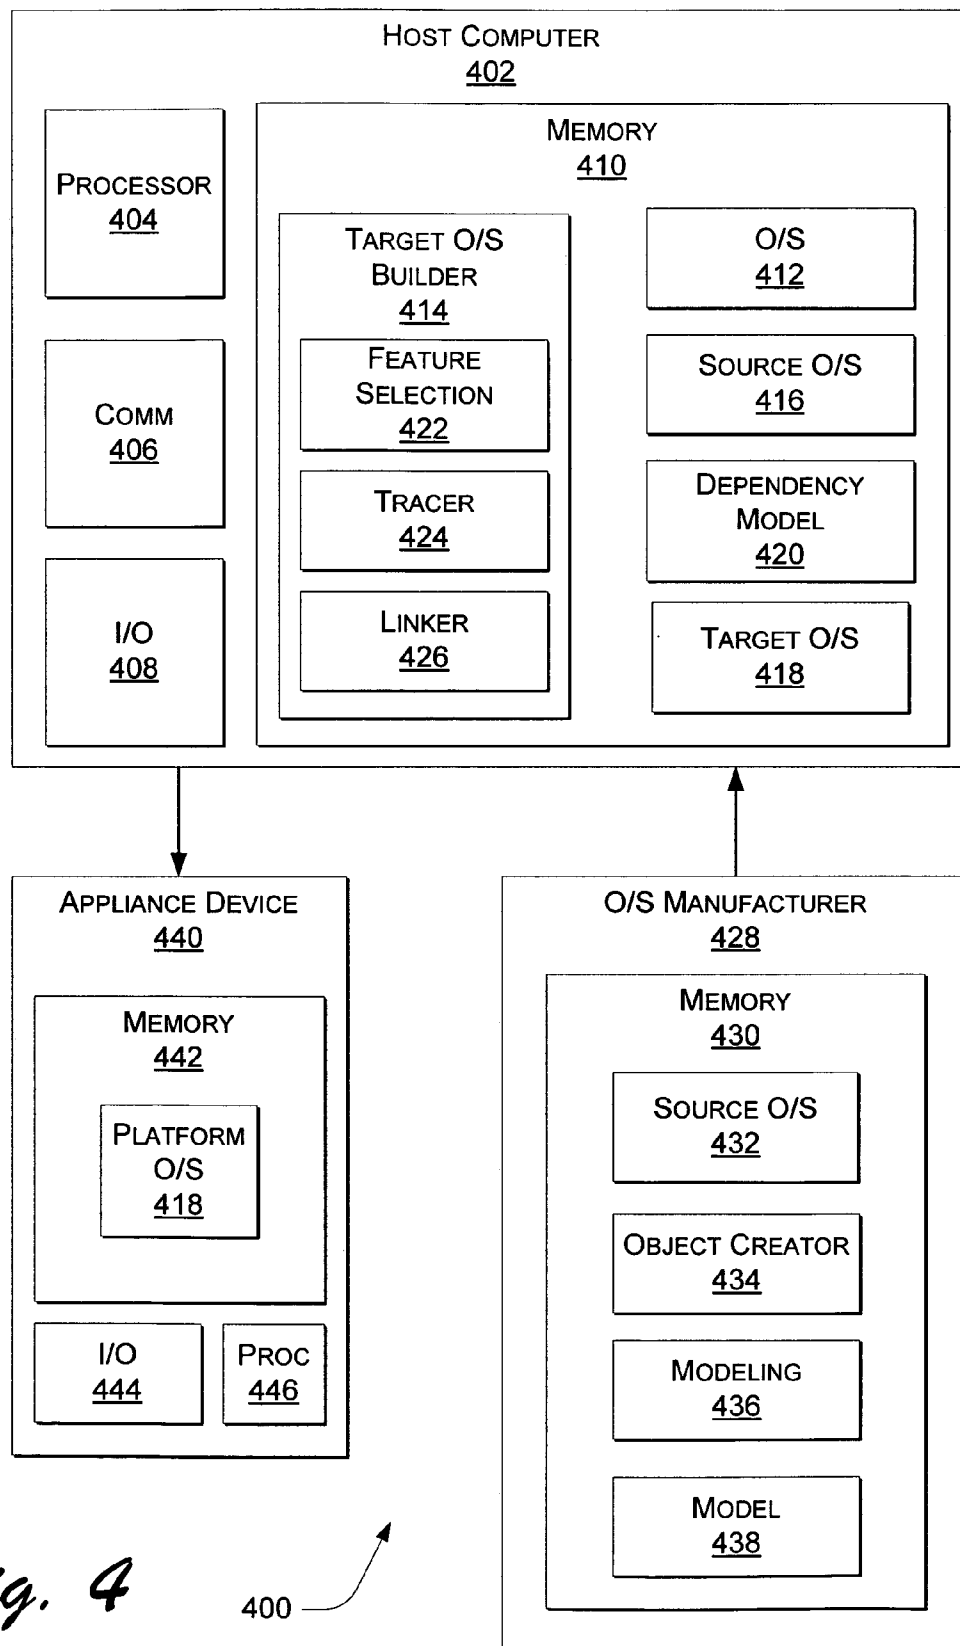 HOST COMPUTER
402
PROCESSOR
404
COMM
406
I/O
408
MEMORY
410
TARGET O/S
BUILDER
414
FEATURE
SELECTION
422
TRACER
424
LINKER
426
O/S
412
SOURCE O/S
416
DEPENDENCY
MODEL
420
TARGET O/S
418
APPLIANCE DEVICE
440
MEMORY
442
PLATFORM
O/S
418
I/O
444
PROC
446
O/S MANUFACTURER
428
MEMORY
430
SOURCE O/S
432
OBJECT CREATOR
434
MODELING
436
MODEL
438
g. 4
400